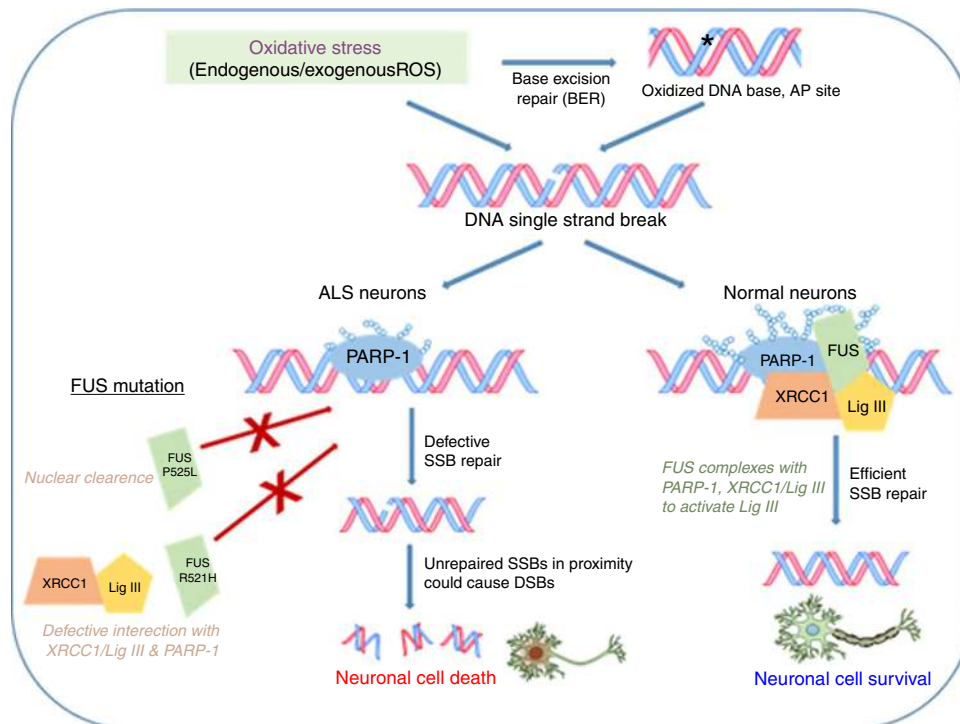 Oxidative stress
(Endogenous/exogenousROS)
Base excision
repair (BER)
*
Oxidized DNA base, AP site
DNA single strand break
ALS neurons
Normal neurons
PARP-1
PARP-1
FUS
XRCC1
Lig III
FUS mutation
Nuclear clearence
FUS
P525L
Defective
SSB repair
FUS complexes with
PARP-1, XRCC1/Lig III
to activate Lig III
Efficient
SSB repair
XRCC1
Lig III
FUS
R521H
Defective interection with
XRCC1/Lig III & PARP-1
Unrepaired SSBs in proximity
could cause DSBs
Neuronal cell death
Neuronal cell survival